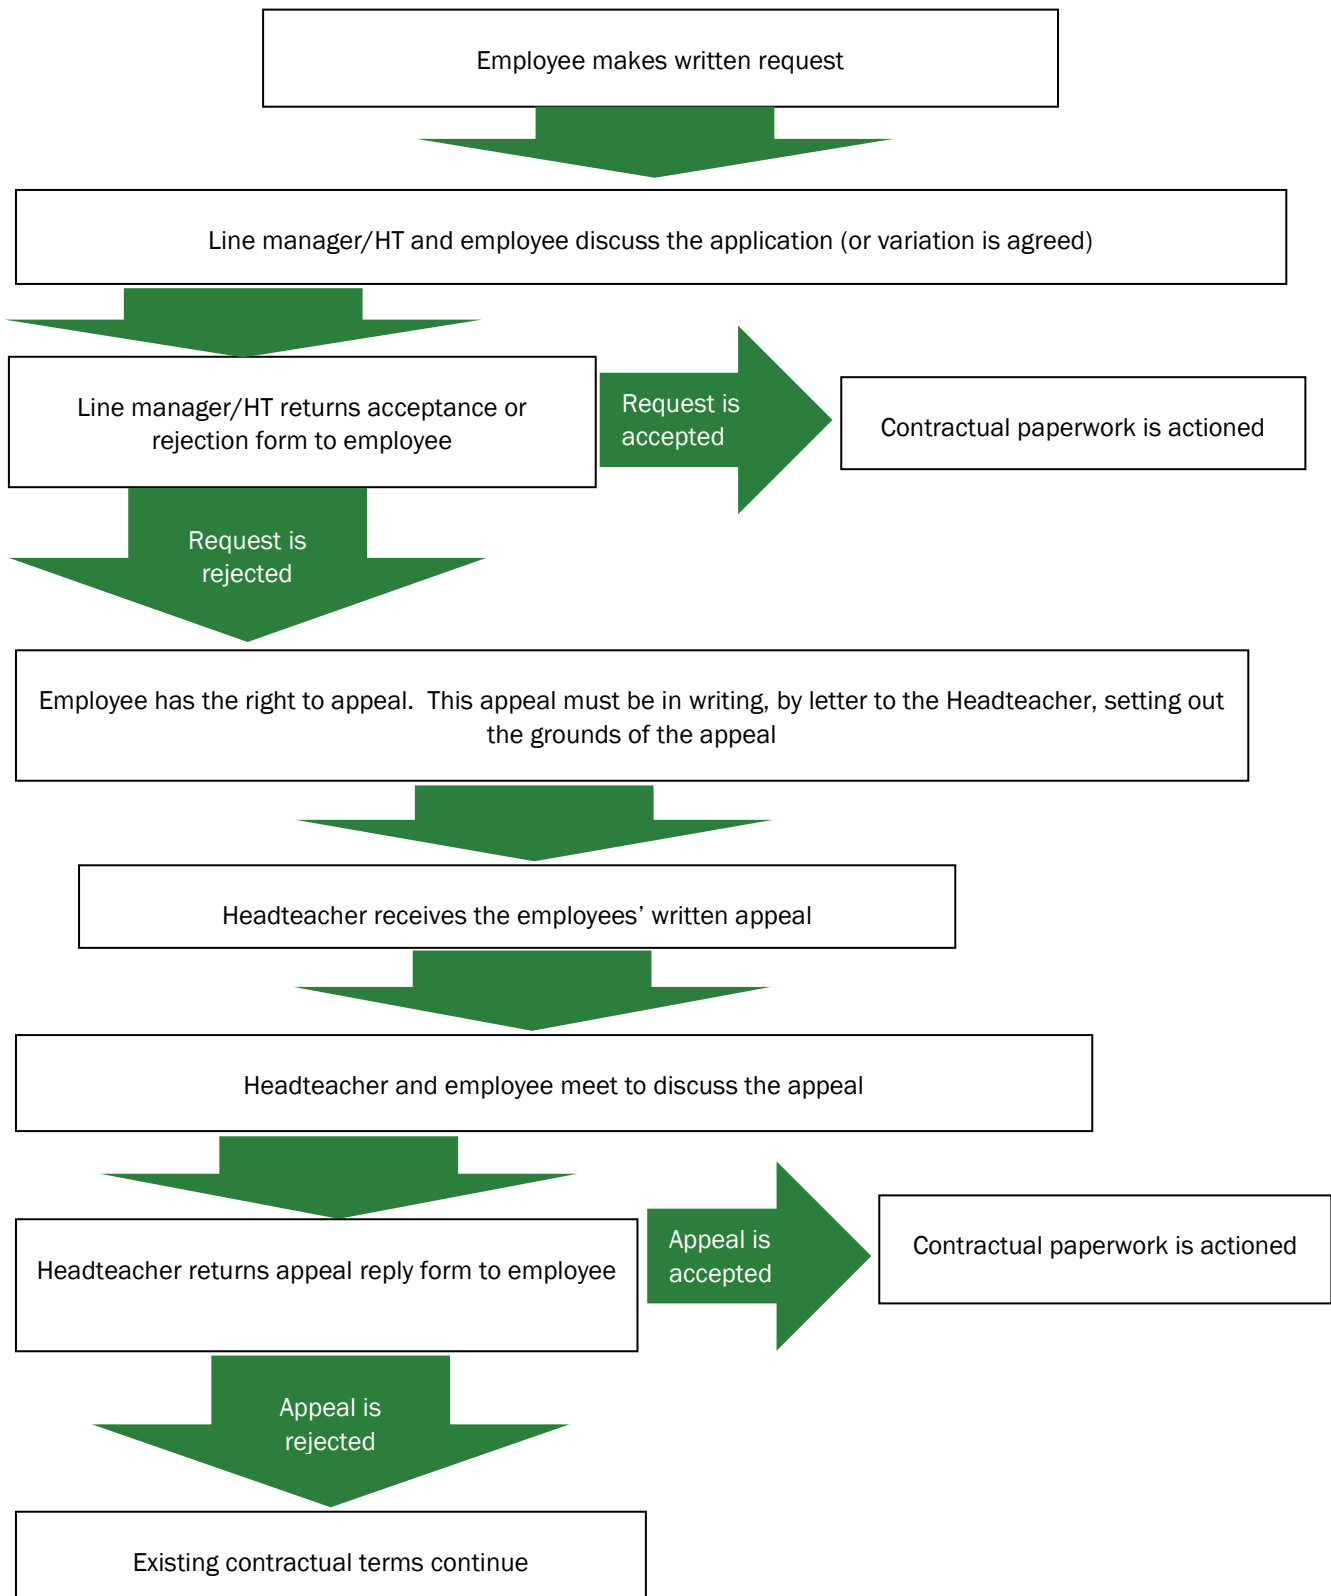 Employee makes written request
Line manager/HT and employee discuss the application (or variation is agreed)
Line manager/HT returns acceptance or
rejection form to employee
Request is
accepted
Contractual paperwork is actioned
Request is
rejected
Employee has the right to appeal.  This appeal must be in writing, by letter to the Headteacher, setting out
the grounds of the appeal
Headteacher receives the employees’ written appeal
Headteacher and employee meet to discuss the appeal
Headteacher returns appeal reply form to employee
Appeal is
accepted
Contractual paperwork is actioned
Appeal is
rejected
Existing contractual terms continue